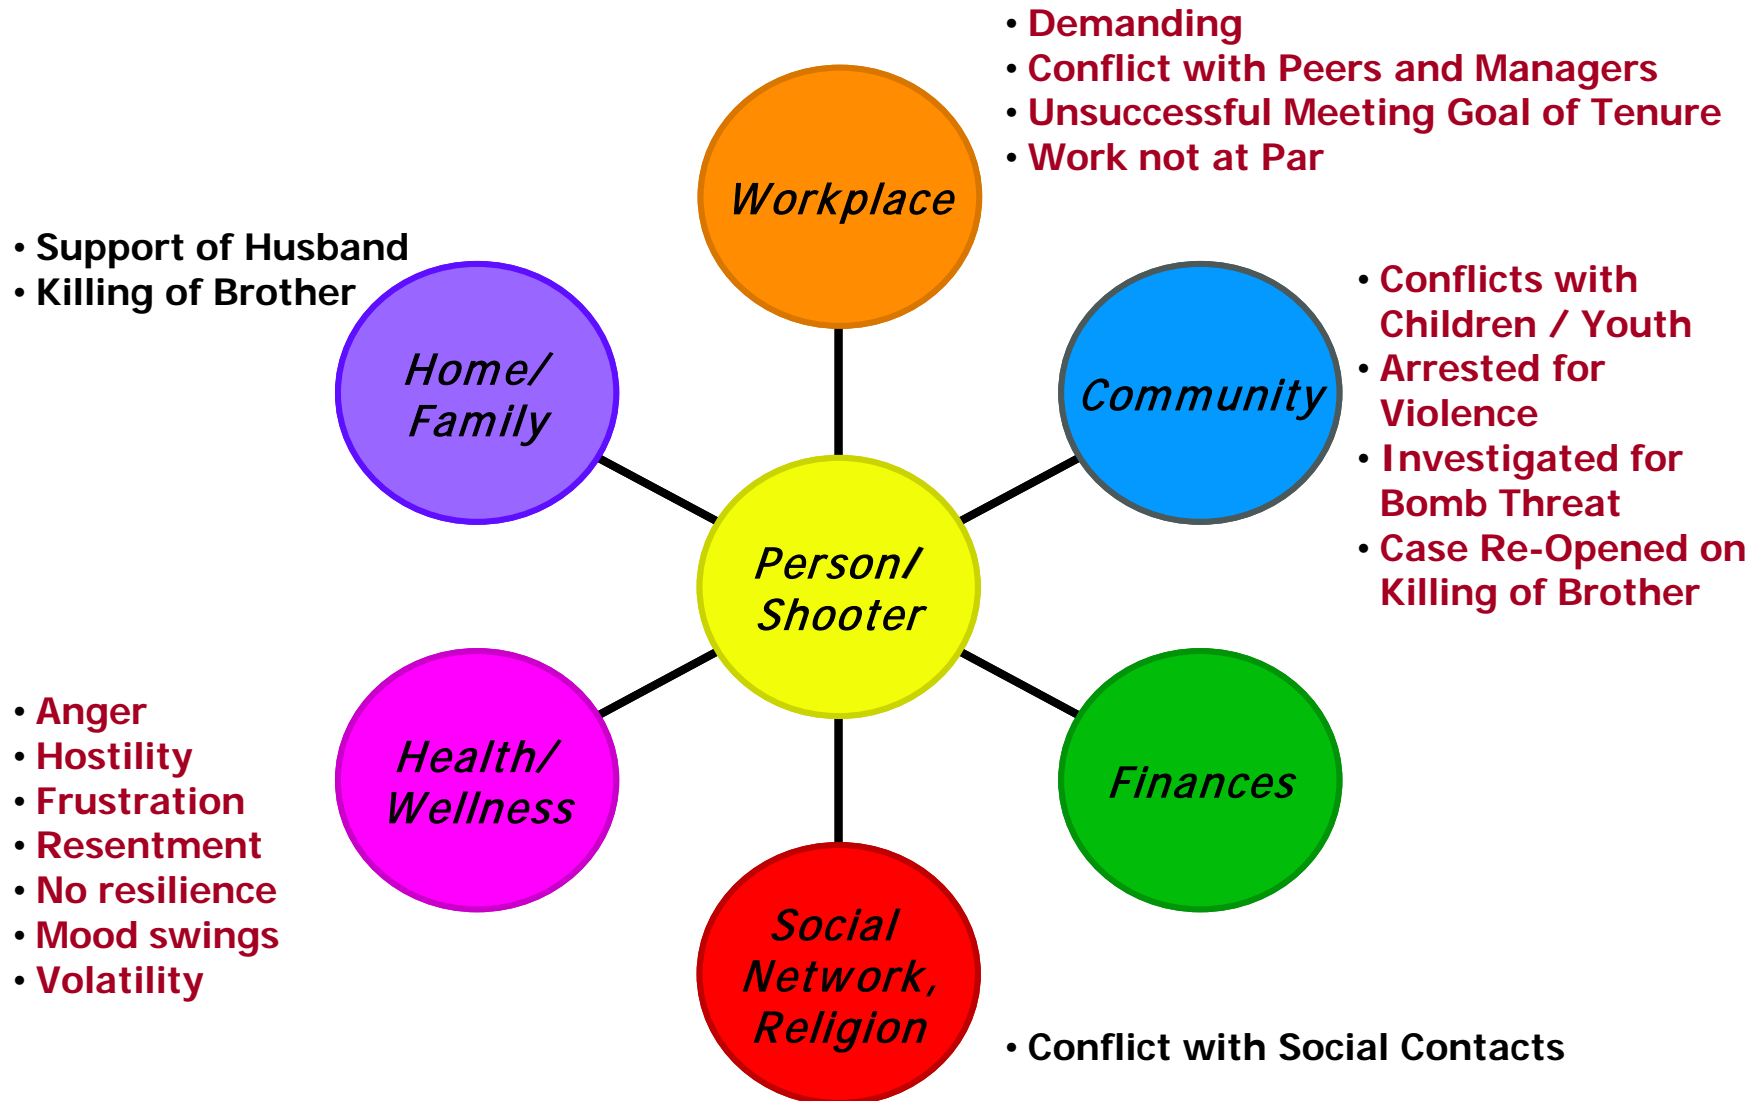 • Demanding
• Conflict with Peers and Managers
• Unsuccessful Meeting Goal of Tenure
• Work not at Par
Workplace
• Support of Husband
• Killing of Brother
Home/
Family
Community
• Conflicts with
Children / Youth
• Arrested for
Violence
• Investigated for
Bomb Threat
• Case Re-Opened on
Killing of Brother
Person/
Shooter
• Anger
• Hostility
• Frustration
• Resentment
• No resilience
• Mood swings
• Volatility
Health/
Wellness
Finances
Social
Network,
Religion
• Conflict with Social Contacts